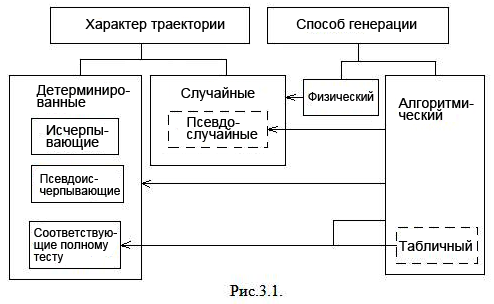 Характер траектории
Способ генерации
Детерминиро-
ванные
Исчерпы-
вающие
Псевдоис-
черпывающие
Соответствую-
щие полному
тесту
Случайные
Псевдо-
случайные
Физический
Алгоритми-
ческий
Табличный
Рис.3.1.